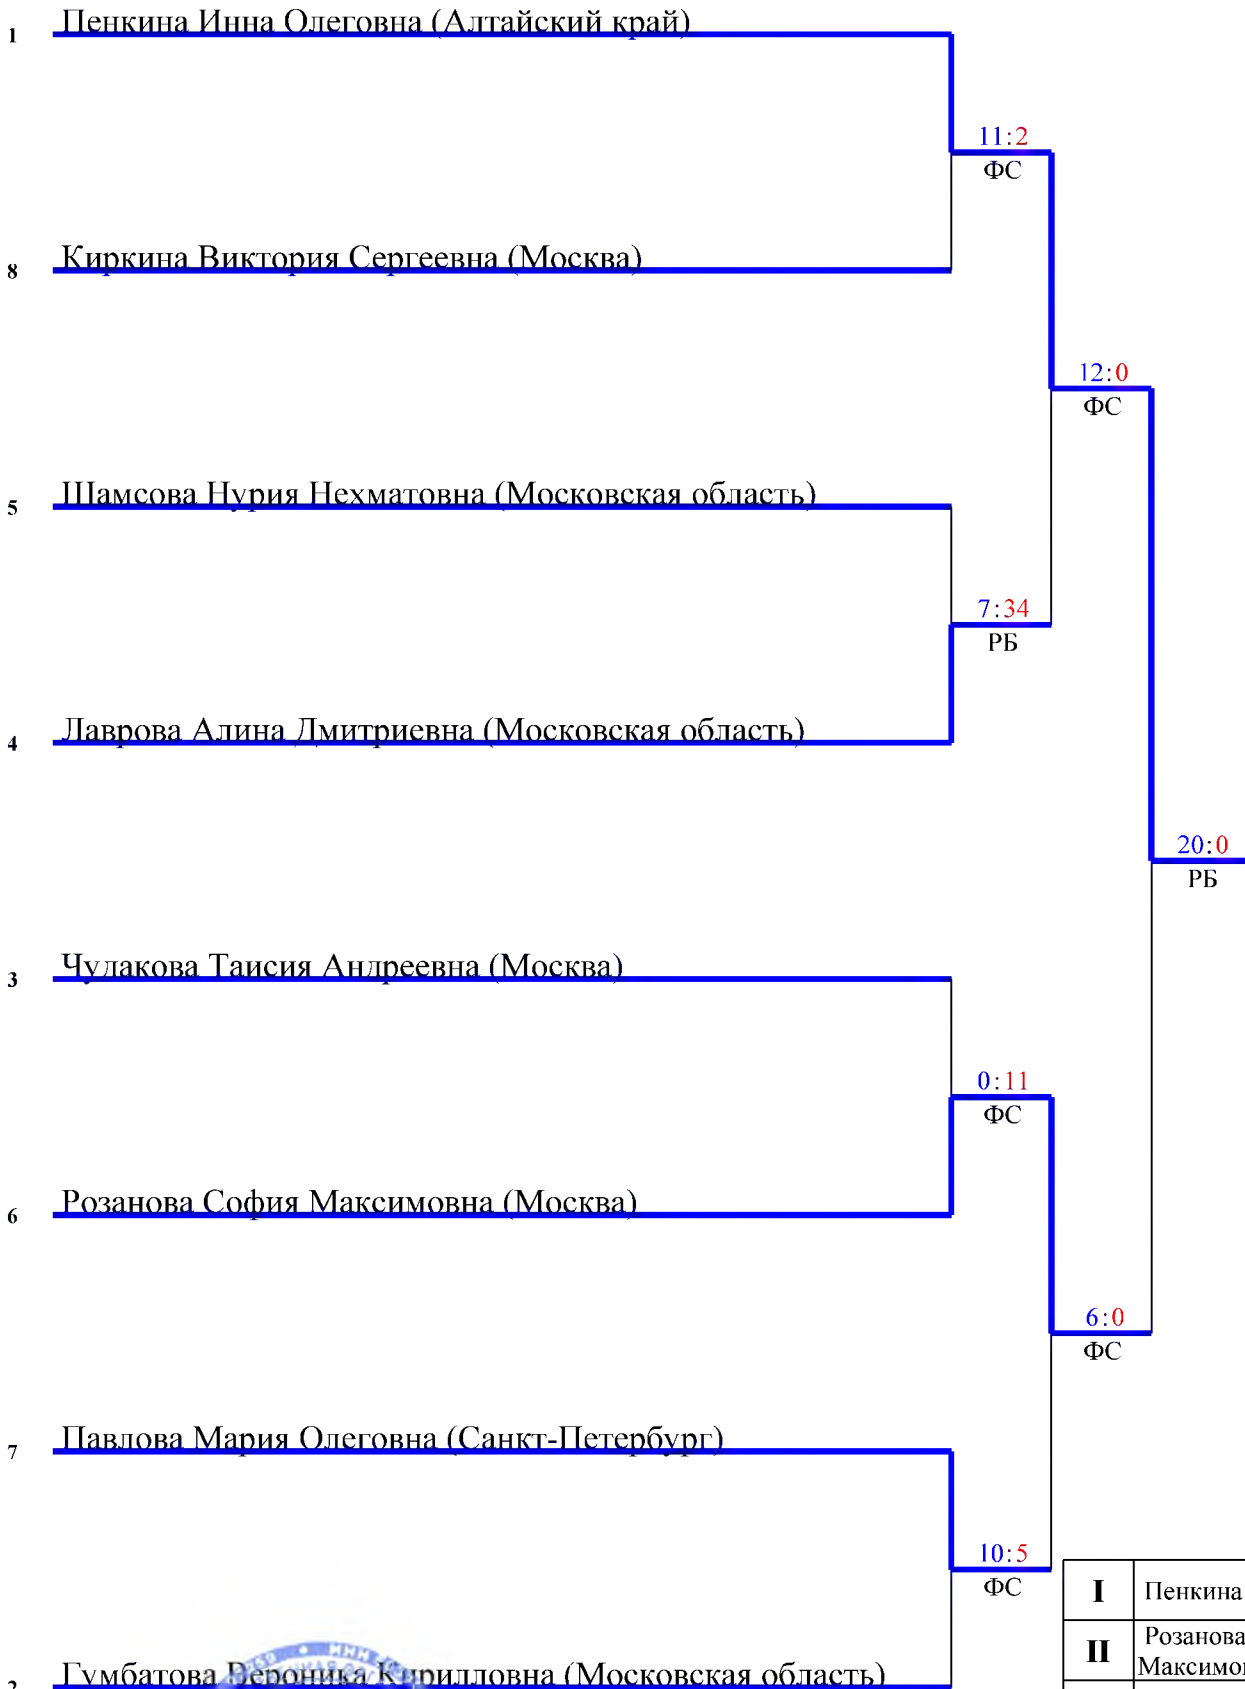 1 Пенкина Инна Олеговна (Алтайский край)
11:2
ФС
8 Киркина Виктория Сергеевна (Москва)
12:0
ФС
5 Шамсова Нурия Нехматовна (Московская область)
7:34
РБ
4 Лаврова Алина Дмитриевна (Московская область)
20:0
РБ
3 Чудакова Таисия Андреевна (Москва)
0:11
ФС
6 Розанова София Максимовна (Москва)
6:0
ФС
7 Павлова Мария Олеговна (Санкт-Петербург)
10:5
ФС
I Пенкина
II Розанова
Максимо
2 Гумбатова Вероника Кирилловна (Московская область)